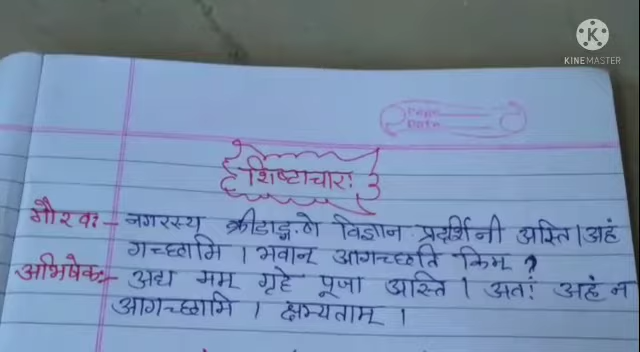 KINEMASTER
Page
Date
शिष्टाचारः
गौरवः- नगरस्य क्रीडाङ्गणे विज्ञान प्रदर्शिनी अस्ति। अहं
गच्छामि । भवान् आगच्छति किम् ?
अभिषेकः- अद्य मम गृहे पूजा अस्ति । अतः अहं न
आगच्छामि । क्षम्यताम् ।